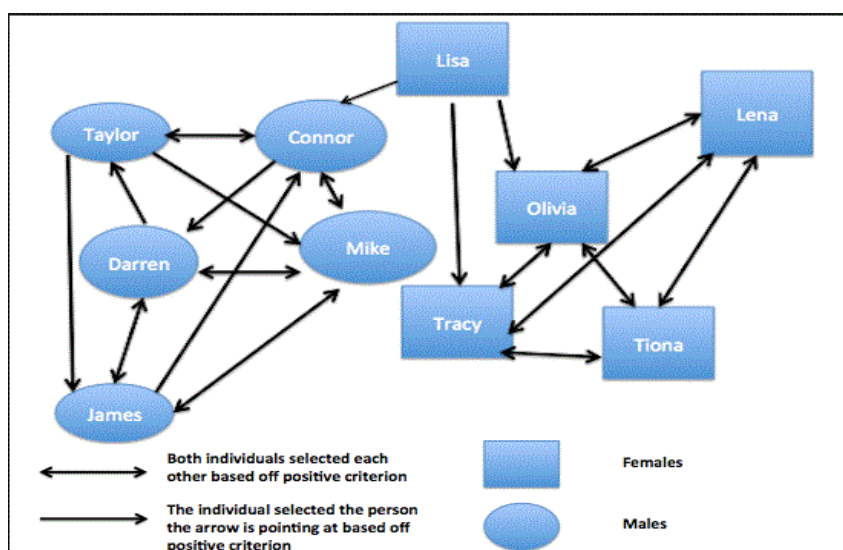 Lisa
Lena
Taylor
Connor
Olivia
Mike
Darren
Tracy
Tiona
James
Both individuals selected each
other based off positive criterion
Females
The individual selected the person
the arrow is pointing at based off
positive criterion
Males